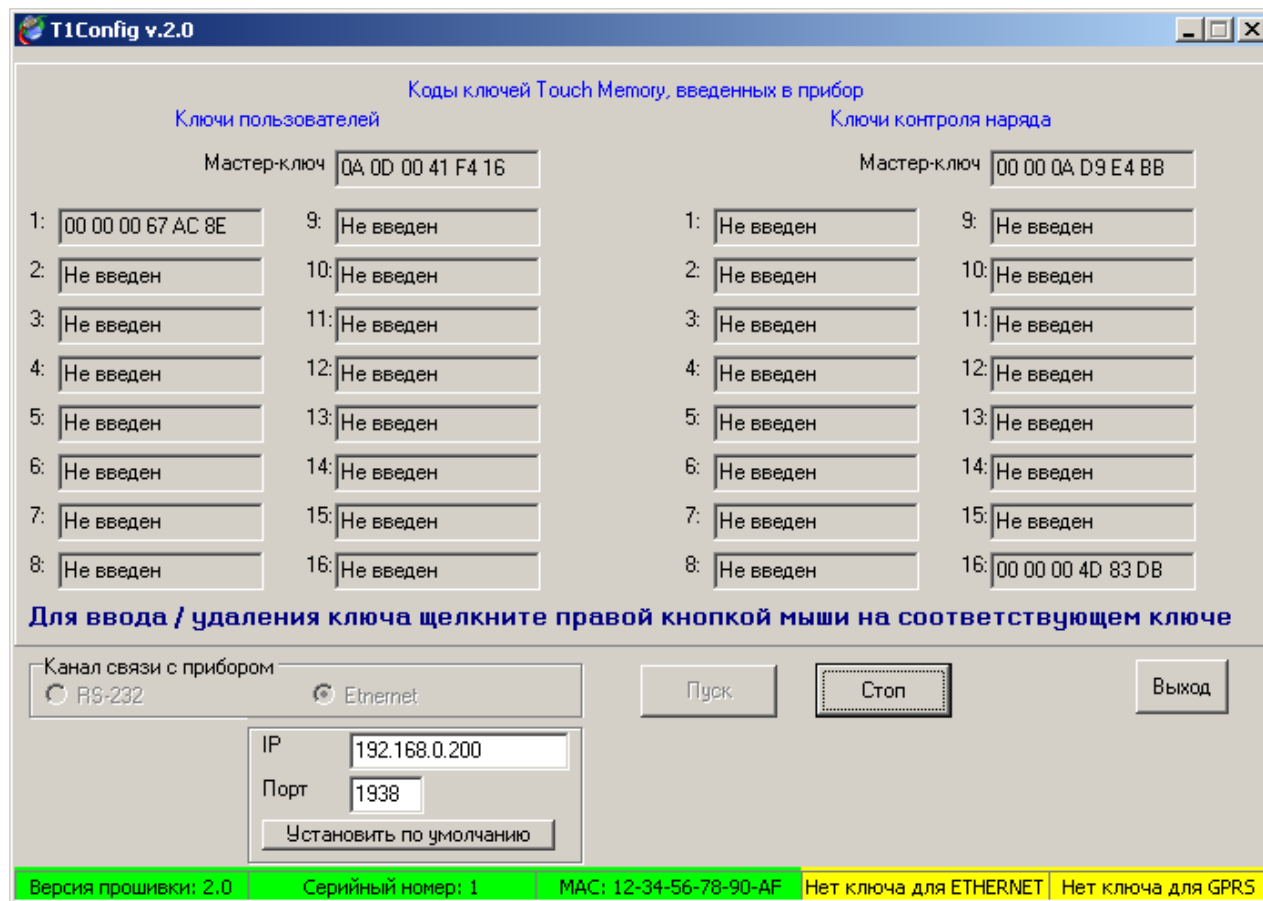 T1Config v.2.0
Коды ключей Touch Memory, введенных в прибор
Ключи пользователей Ключи контроля наряда
Мастер-ключ 0A 0D 00 41 F4 16 Мастер-ключ 00 00 0A D9 E4 BB
1: 00 00 00 67 AC 8E 9: Не введен 1: Не введен 9: Не введен
2: Не введен 10: Не введен 2: Не введен 10: Не введен
3: Не введен 11: Не введен 3: Не введен 11: Не введен
4: Не введен 12: Не введен 4: Не введен 12: Не введен
5: Не введен 13: Не введен 5: Не введен 13: Не введен
6: Не введен 14: Не введен 6: Не введен 14: Не введен
7: Не введен 15: Не введен 7: Не введен 15: Не введен
8: Не введен 16: Не введен 8: Не введен 16: 00 00 00 4D 83 DB
Для ввода / удаления ключа щелкните правой кнопкой мыши на соответствующем ключе
Канал связи с прибором
RS-232 Etnernet Пуск Стоп Выход
IP 192.168.0.200
Порт 1938
Установить по умолчанию
Версия прошивки: 2.0 Серийный номер: 1 MAC: 12-34-56-78-90-AF Нет ключа для ETHERNET Нет ключа для GPRS